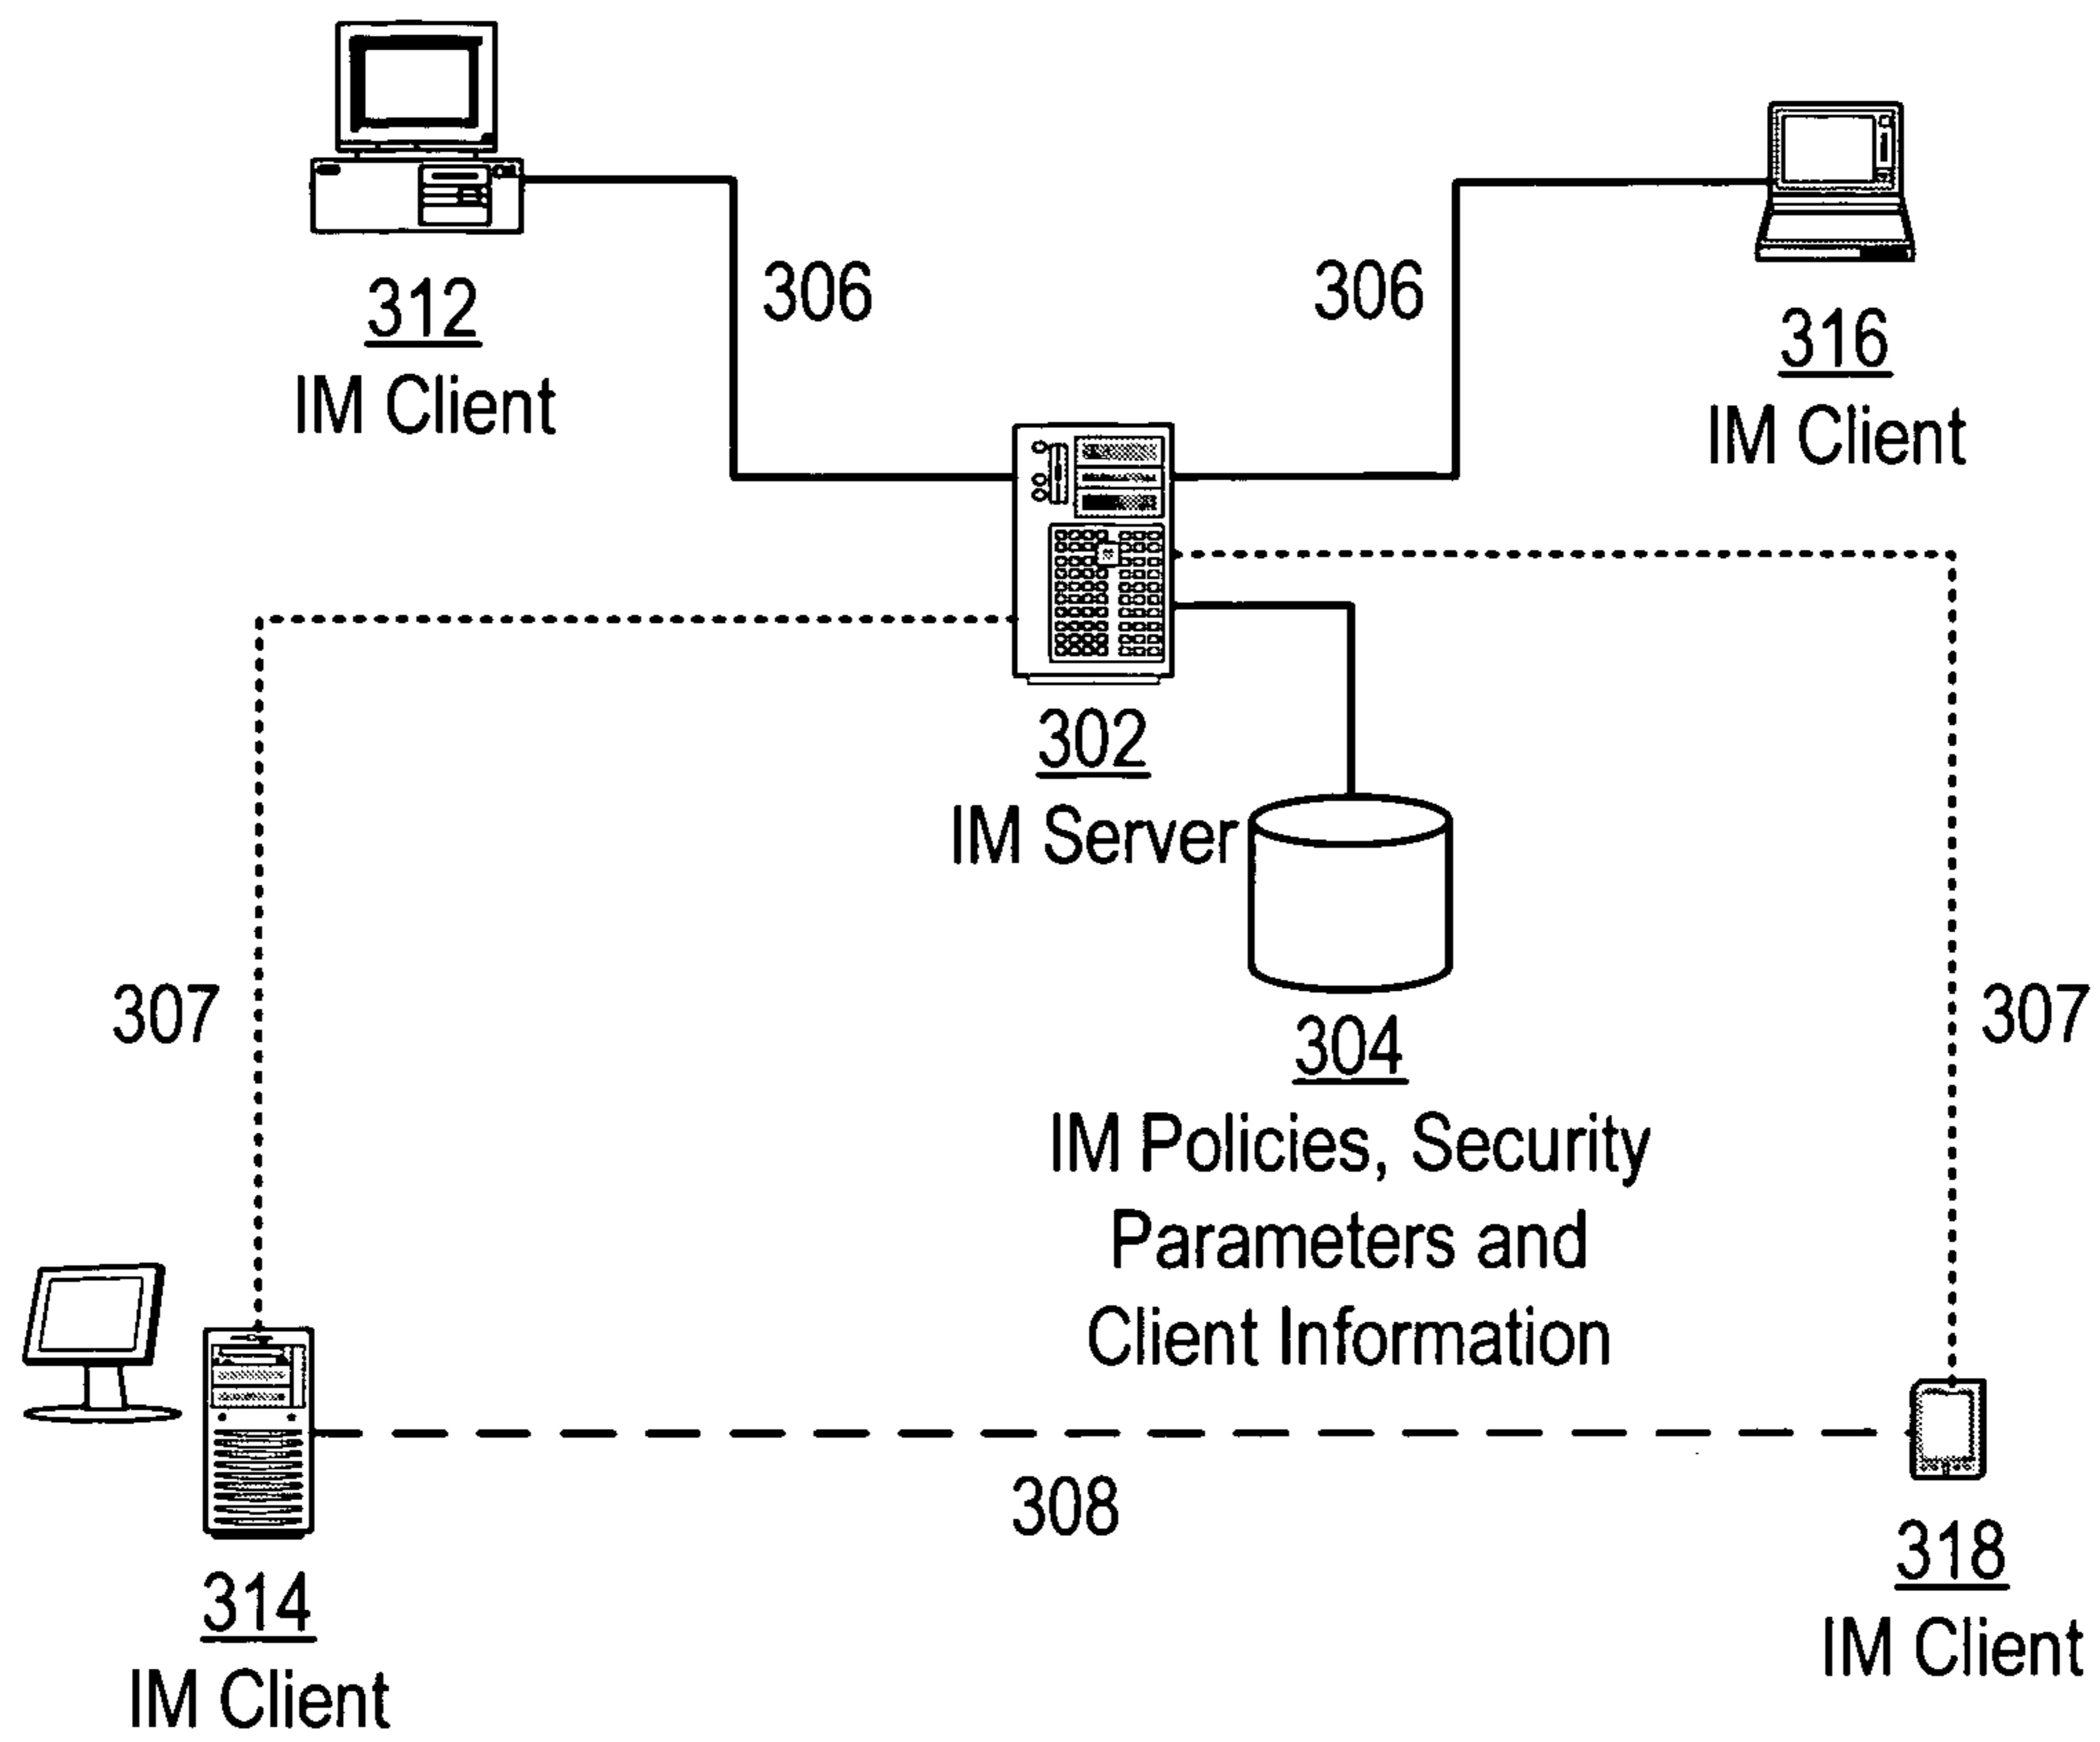 312
IM Client
306
306
316
IM Client
302
IM Server
307
304
307
IM Policies, Security
Parameters and
Client Information
308
314
IM Client
318
IM Client